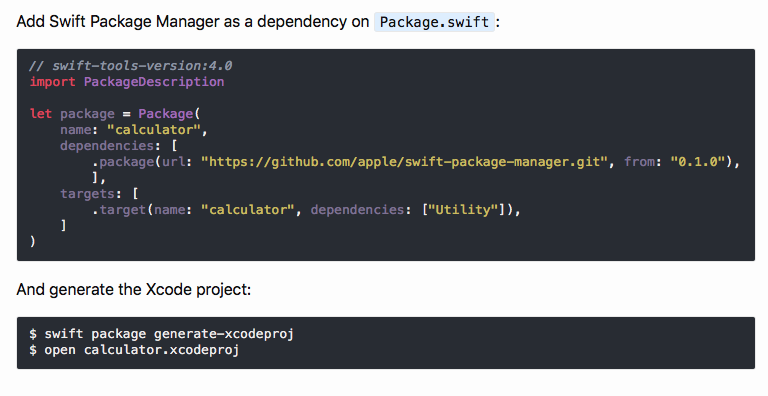 Add Swift Package Manager as a dependency on Package.swift:
// swift-tools-version:4.0
import PackageDescription
let package = Package(
    name: "calculator",
    dependencies: [
        .package(url: "https://github.com/apple/swift-package-manager.git", from: "0.1.0"),
        ],
    targets: [
        .target(name: "calculator", dependencies: ["Utility"]),
    ]
)
And generate the Xcode project:
$ swift package generate-xcodeproj
$ open calculator.xcodeproj